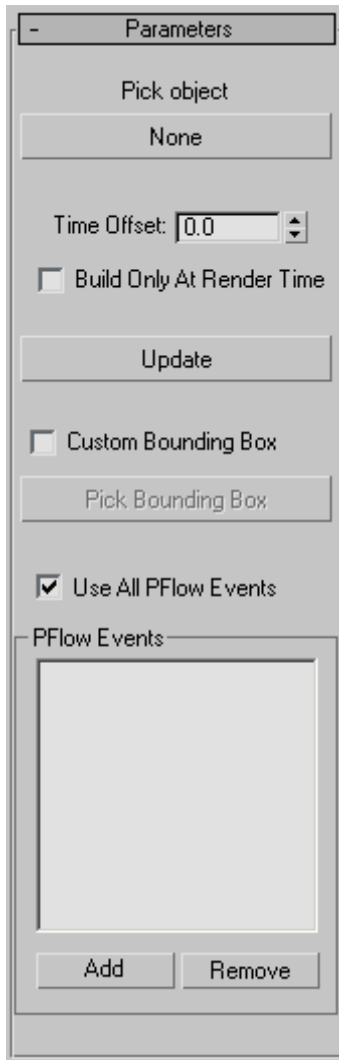 - Parameters
Pick object
None
Time Offset: 0.0
Build Only At Render Time
Update
Custom Bounding Box
Pick Bounding Box
Use All PFlow Events
PFlow Events
Add Remove